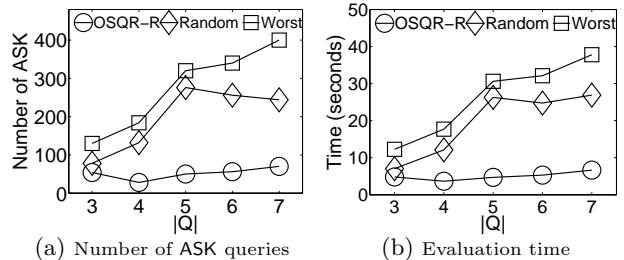 OSQR-R Random Worst
Number of ASK
400
300
200
100
0
3 4 5 6 7
|Q|
(a) Number of ASK queries
OSQR-R Random Worst
Time (seconds)
50
40
30
20
10
0
3 4 5 6 7
|Q|
(b) Evaluation time